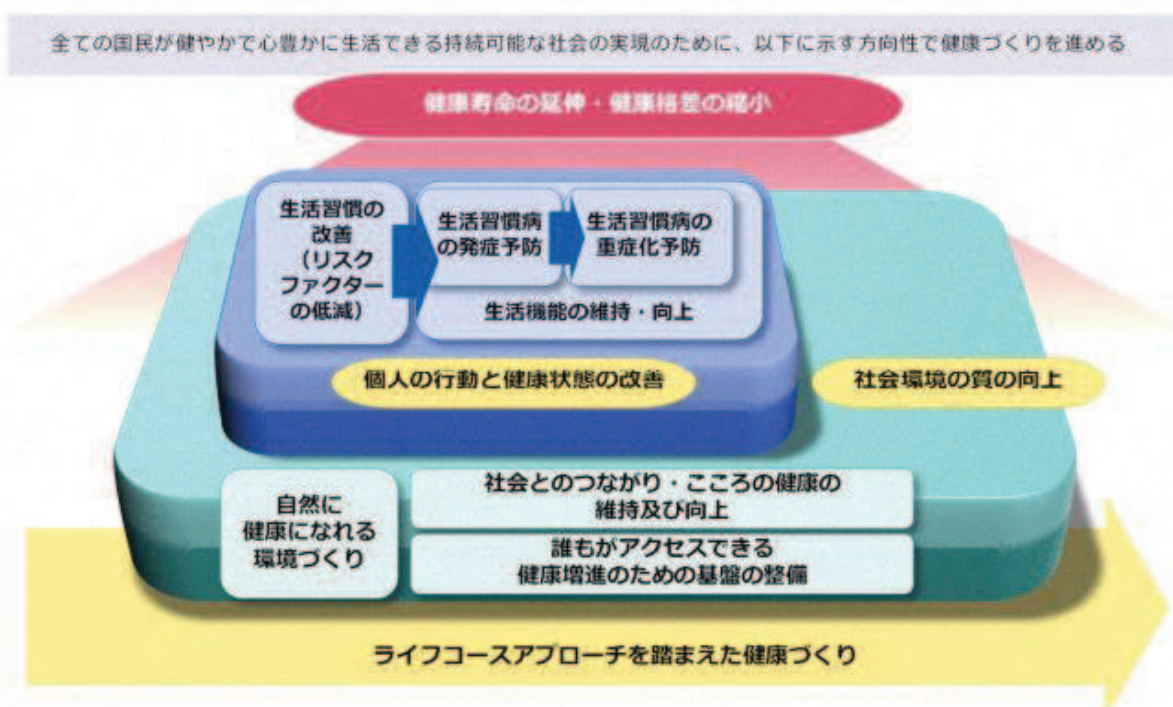 全ての国民が健やかで心豊かに生活できる持続可能な社会の実現のために、以下に示す方向性で健康づくりを進める
健康寿命の延伸・健康格差の縮小
生活習慣の
改善
（リスク
ファクター
の低減）
生活習慣病
の発症予防
生活習慣病の
重症化予防
生活機能の維持・向上
個人の行動と健康状態の改善
社会環境の質の向上
自然に
健康になれる
環境づくり
社会とのつながり・こころの健康の
維持及び向上
誰もがアクセスできる
健康増進のための基盤の整備
ライフコースアプローチを踏まえた健康づくり